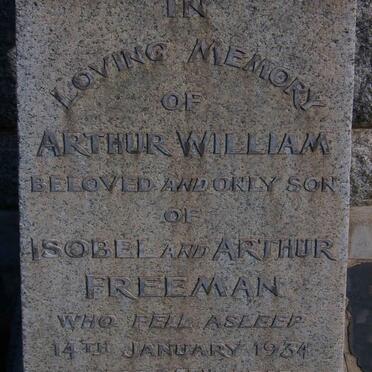 IN
LOVING MEMORY
OF
ARTHUR WILLIAM
BELOVED AND ONLY SON
OF
ISOBEL AND ARTHUR
FREEMAN
WHO FELL ASLEEP
14TH JANUARY 1934